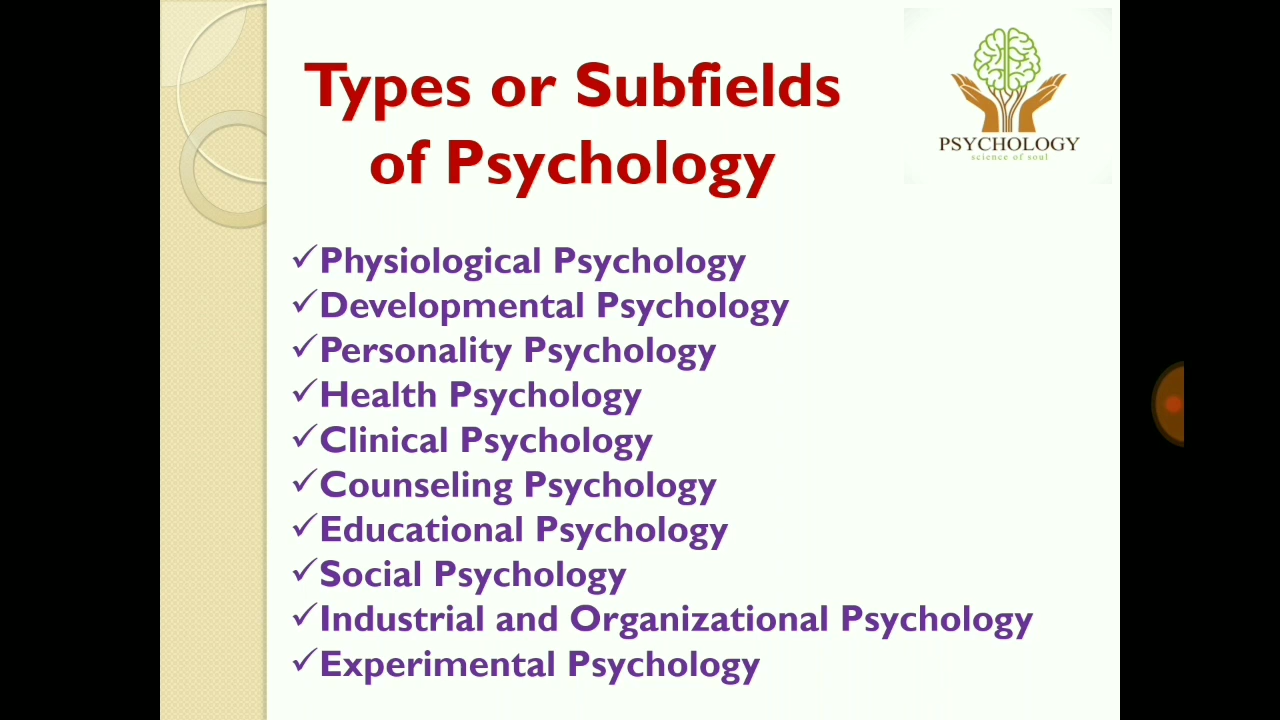 Types or Subfields
of Psychology
PSYCHOLOGY
science of soul
✓Physiological Psychology
✓Developmental Psychology
✓Personality Psychology
✓Health Psychology
✓Clinical Psychology
✓Counseling Psychology
✓Educational Psychology
✓Social Psychology
✓Industrial and Organizational Psychology
✓Experimental Psychology